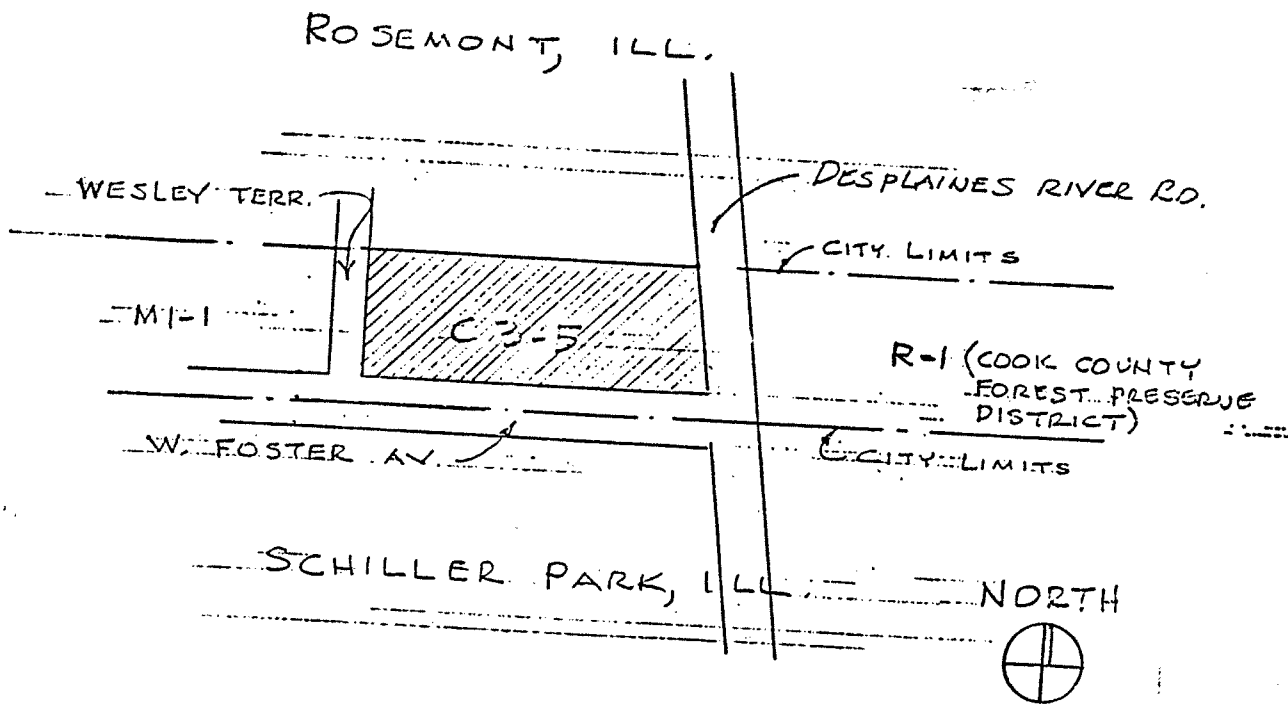 ROSEMONT, ILL.
WESLEY TERR.
DESPLAINES RIVER RD.
CITY LIMITS
M1-1
C3-5
R-1 (COOK COUNTY
FOREST PRESERVE
DISTRICT)
W. FOSTER AV.
CITY LIMITS
SCHILLER PARK, ILL.
NORTH